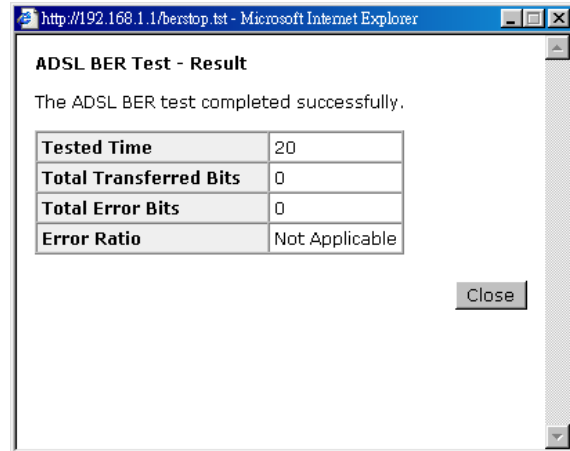 http://192.168.1.1/berstop.tst - Microsoft Internet Explorer
ADSL BER Test - Result
The ADSL BER test completed successfully.
Tested Time 20
Total Transferred Bits 0
Total Error Bits 0
Error Ratio Not Applicable
Close